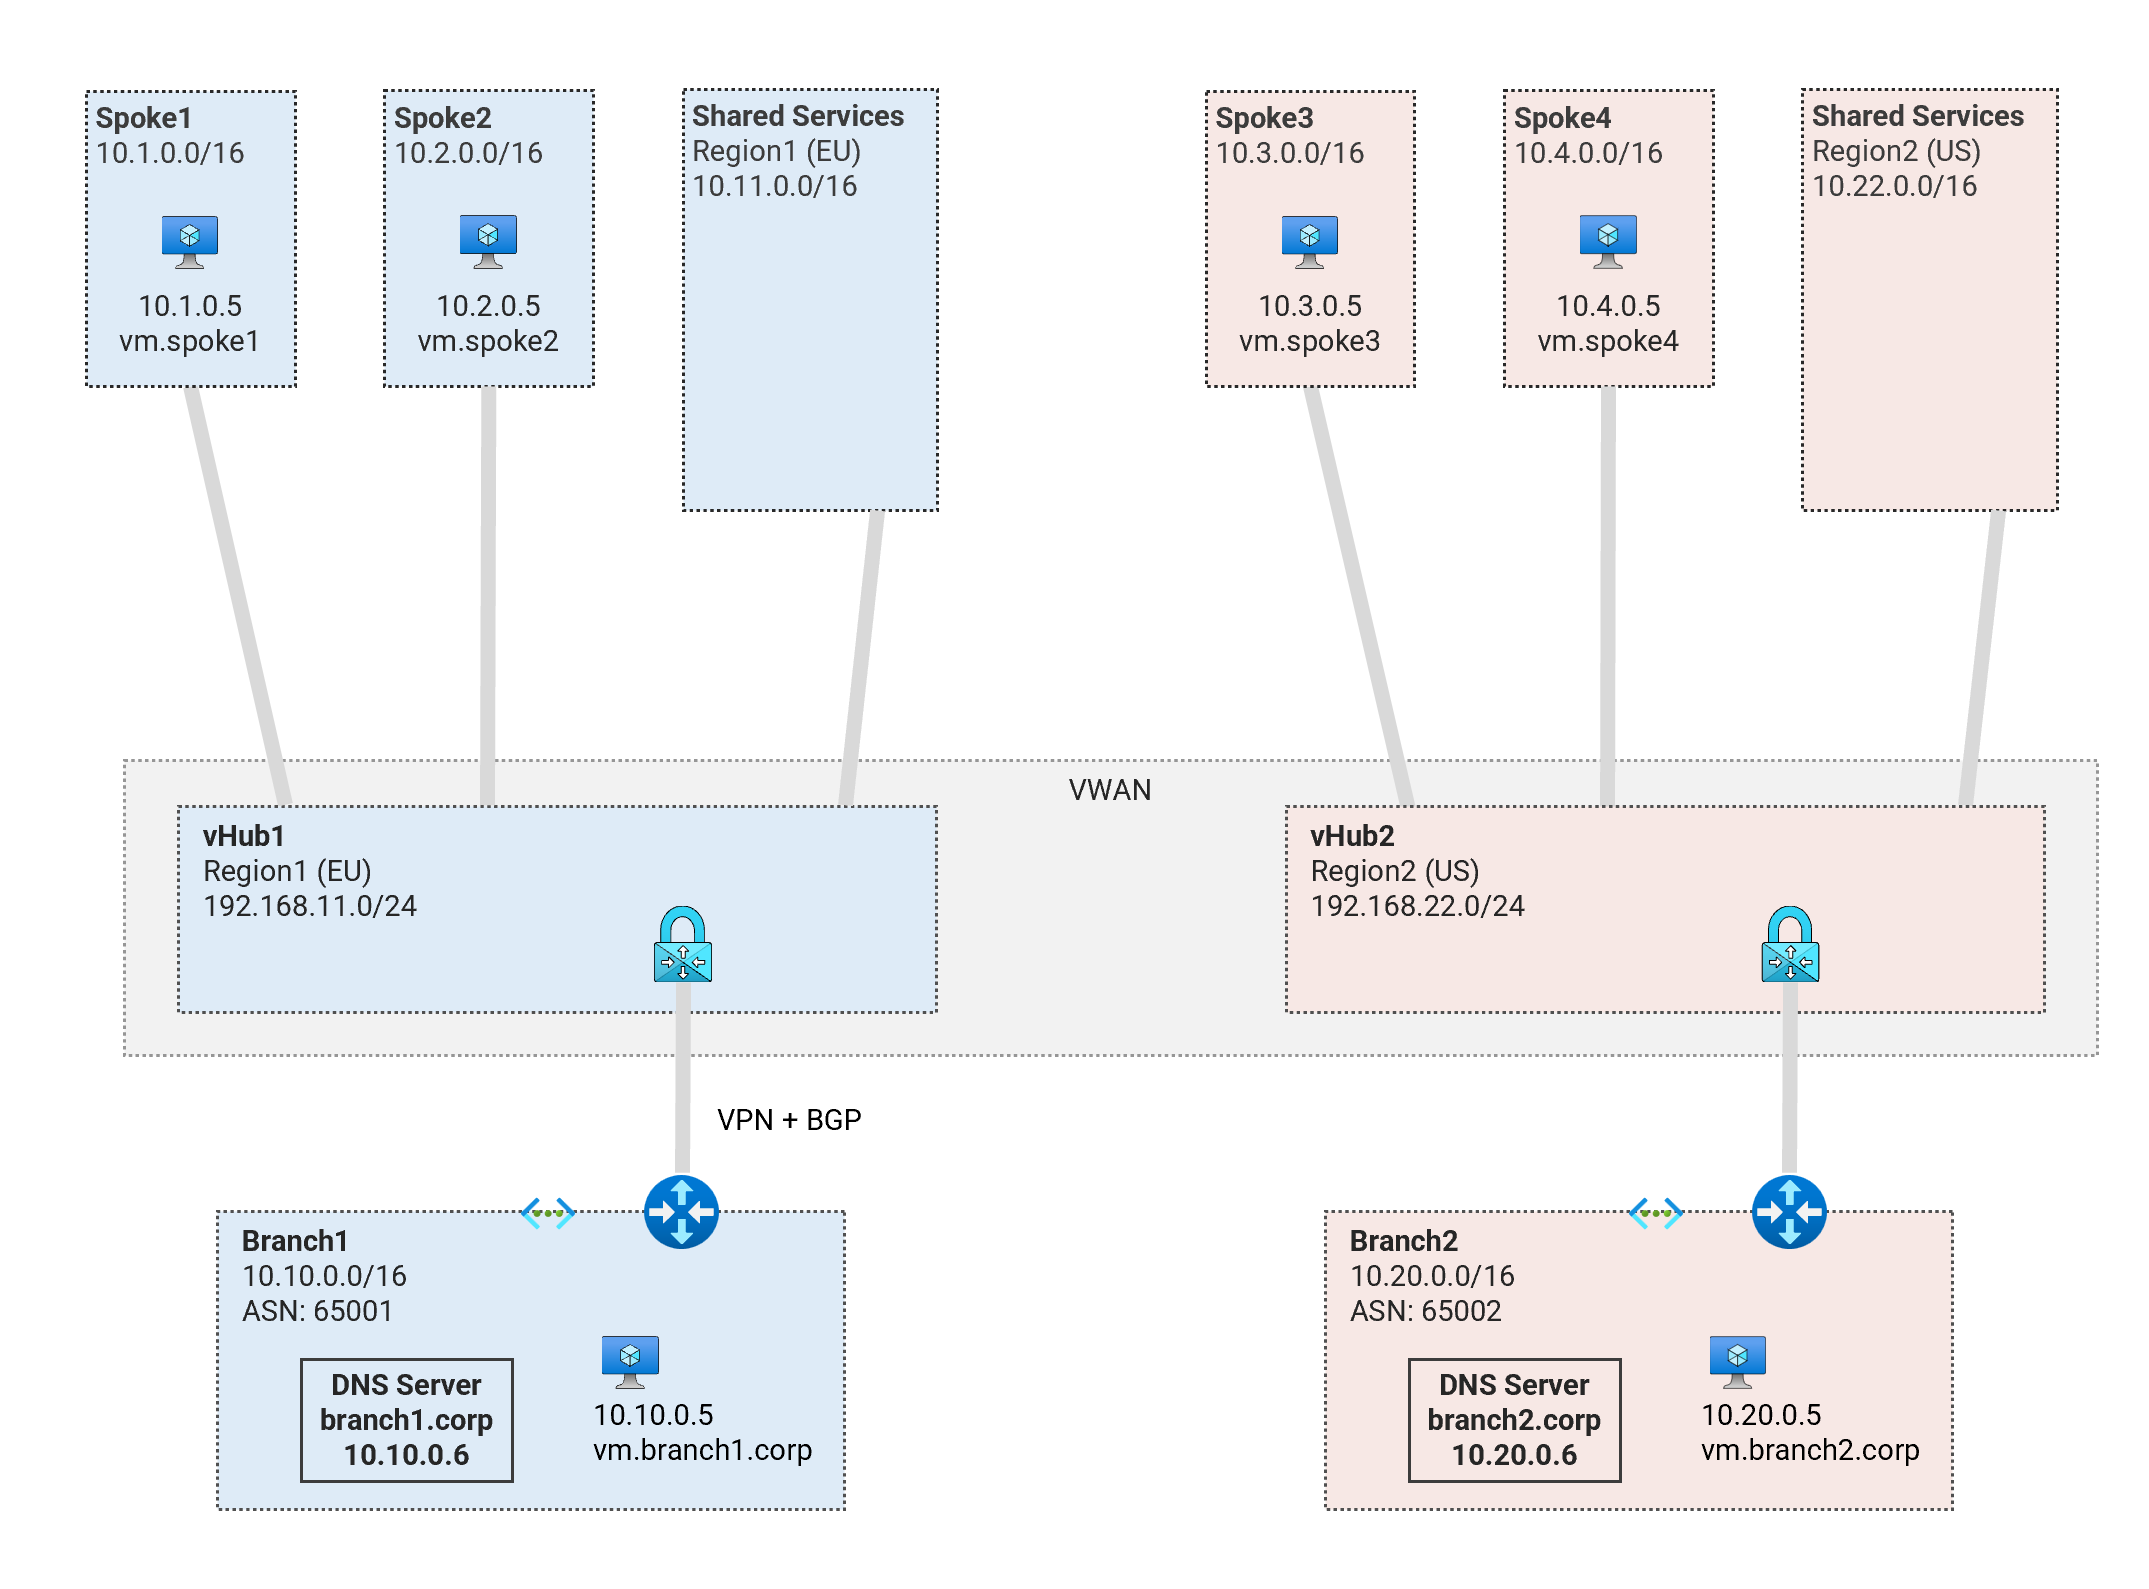 Spoke1
10.1.0.0/16
10.1.0.5
vm.spoke1
Spoke2
10.2.0.0/16
10.2.0.5
vm.spoke2
Shared Services
Region1 (EU)
10.11.0.0/16
Spoke3
10.3.0.0/16
10.3.0.5
vm.spoke3
Spoke4
10.4.0.0/16
10.4.0.5
vm.spoke4
Shared Services
Region2 (US)
10.22.0.0/16
VWAN
vHub1
Region1 (EU)
192.168.11.0/24
vHub2
Region2 (US)
192.168.22.0/24
VPN + BGP
Branch1
10.10.0.0/16
ASN: 65001
DNS Server
branch1.corp
10.10.0.6
10.10.0.5
vm.branch1.corp
Branch2
10.20.0.0/16
ASN: 65002
DNS Server
branch2.corp
10.20.0.6
10.20.0.5
vm.branch2.corp